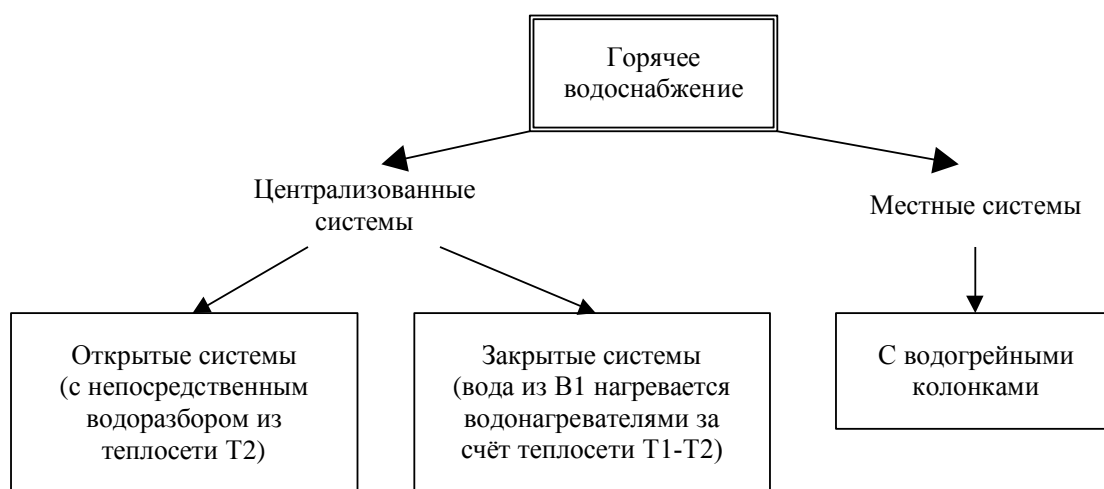 Горячее
водоснабжение
Централизованные
системы
Местные системы
Открытые системы
(с непосредственным
водоразбором из
теплосети Т2)
Закрытые системы
(вода из В1 нагревается
водонагревателями за
счёт теплосети Т1-Т2)
С водогрейными
колонками